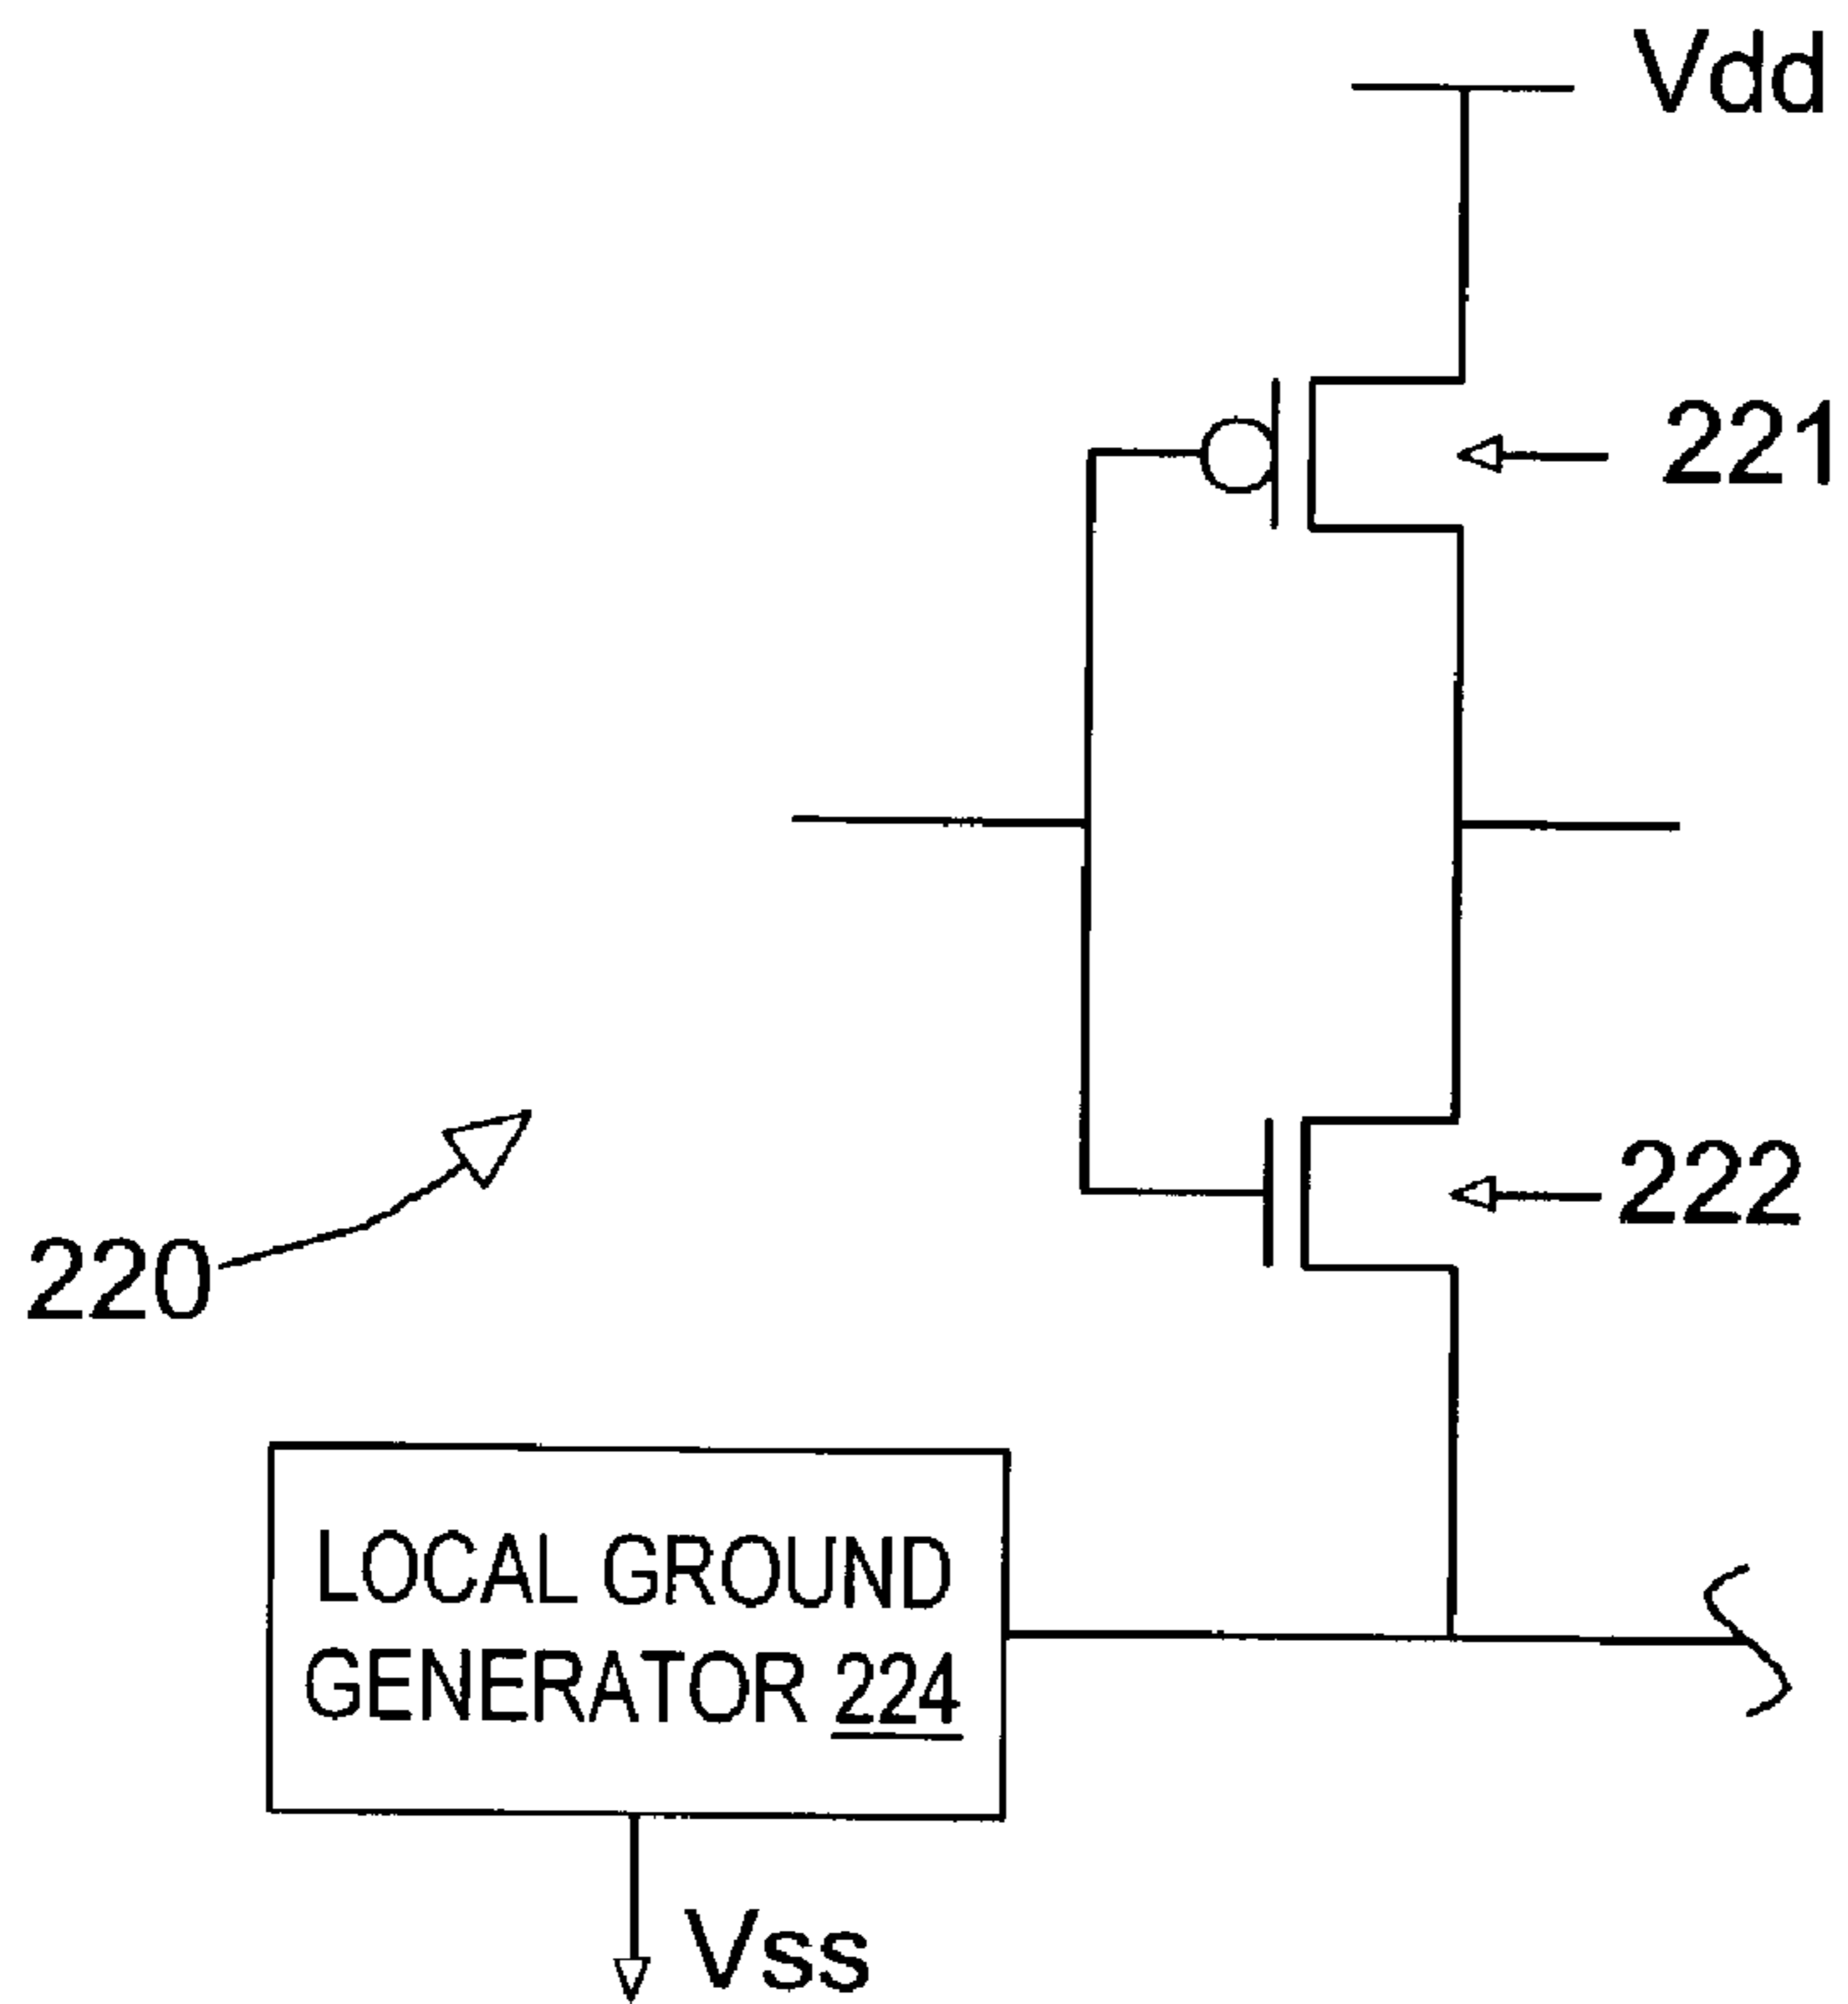 Vdd
221
222
220
LOCAL GROUND
GENERATOR 224
Vss